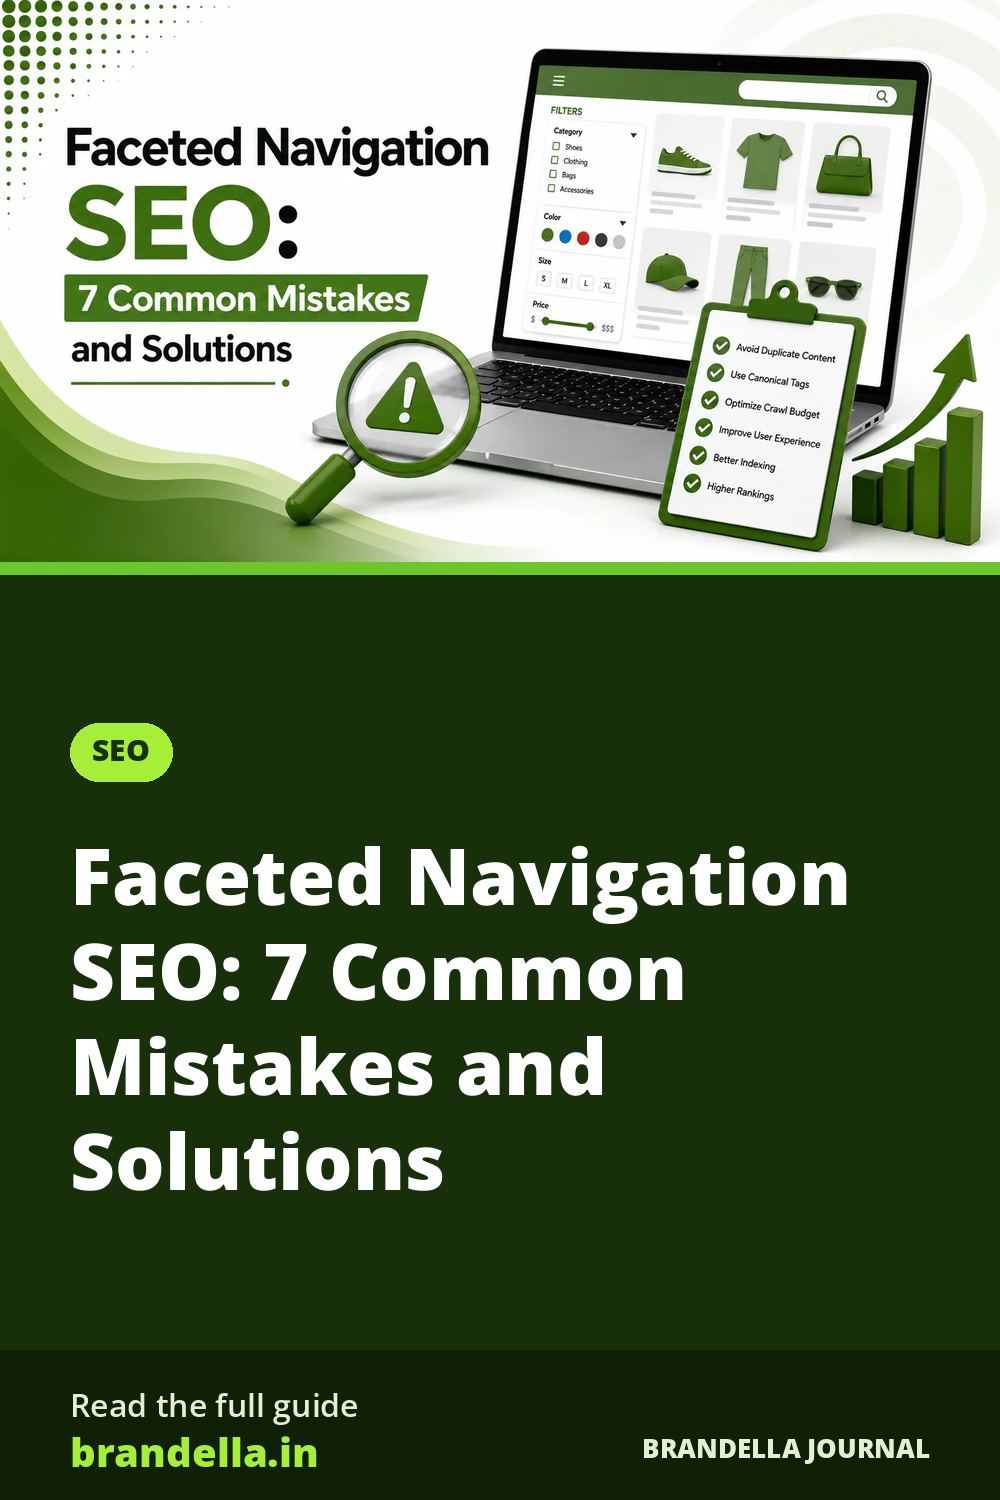 Faceted Navigation
SEO:
7 Common Mistakes
and Solutions
FILTERS
Category
Shoes
Clothing
Bags
Accessories
Color
Size
S M L XL
Price
$ $$$
Avoid Duplicate Content
Use Canonical Tags
Optimize Crawl Budget
Improve User Experience
Better Indexing
Higher Rankings
SEO
Faceted Navigation
SEO: 7 Common
Mistakes and
Solutions
Read the full guide
brandella.in
BRANDELLA JOURNAL